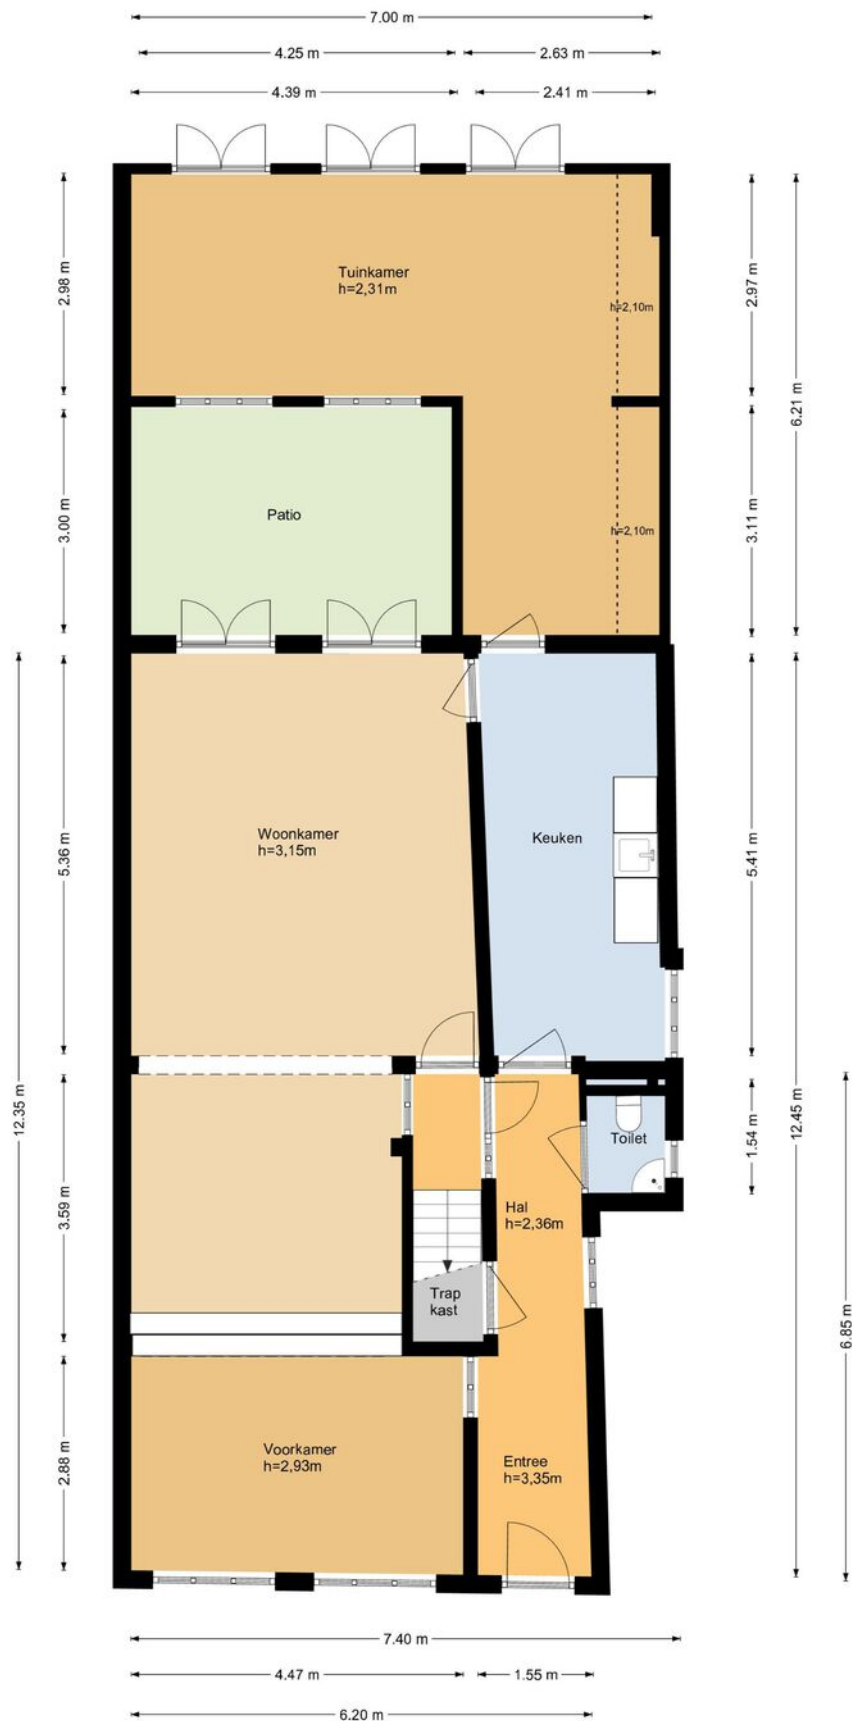 7.00 m
4.25 m
2.63 m
4.39 m
2.41 m
2.98 m
Tuinkamer
h=2,31m
h=2,10m
2.97 m
6.21 m
3.00 m
Patio
h=2,10m
3.11 m
5.36 m
Woonkamer
h=3,15m
Keuken
5.41 m
12.35 m
12.45 m
3.59 m
Toilet
1.54 m
Hal
h=2,36m
Trap
kast
6.85 m
2.88 m
Voorkamer
h=2,93m
Entree
h=3,35m
7.40 m
4.47 m
1.55 m
6.20 m